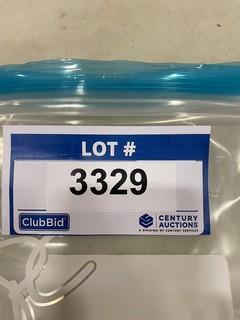 LOT #
3329
ClubBid
CENTURY
AUCTIONS
A DIVISION OF CENTURY SERVICES